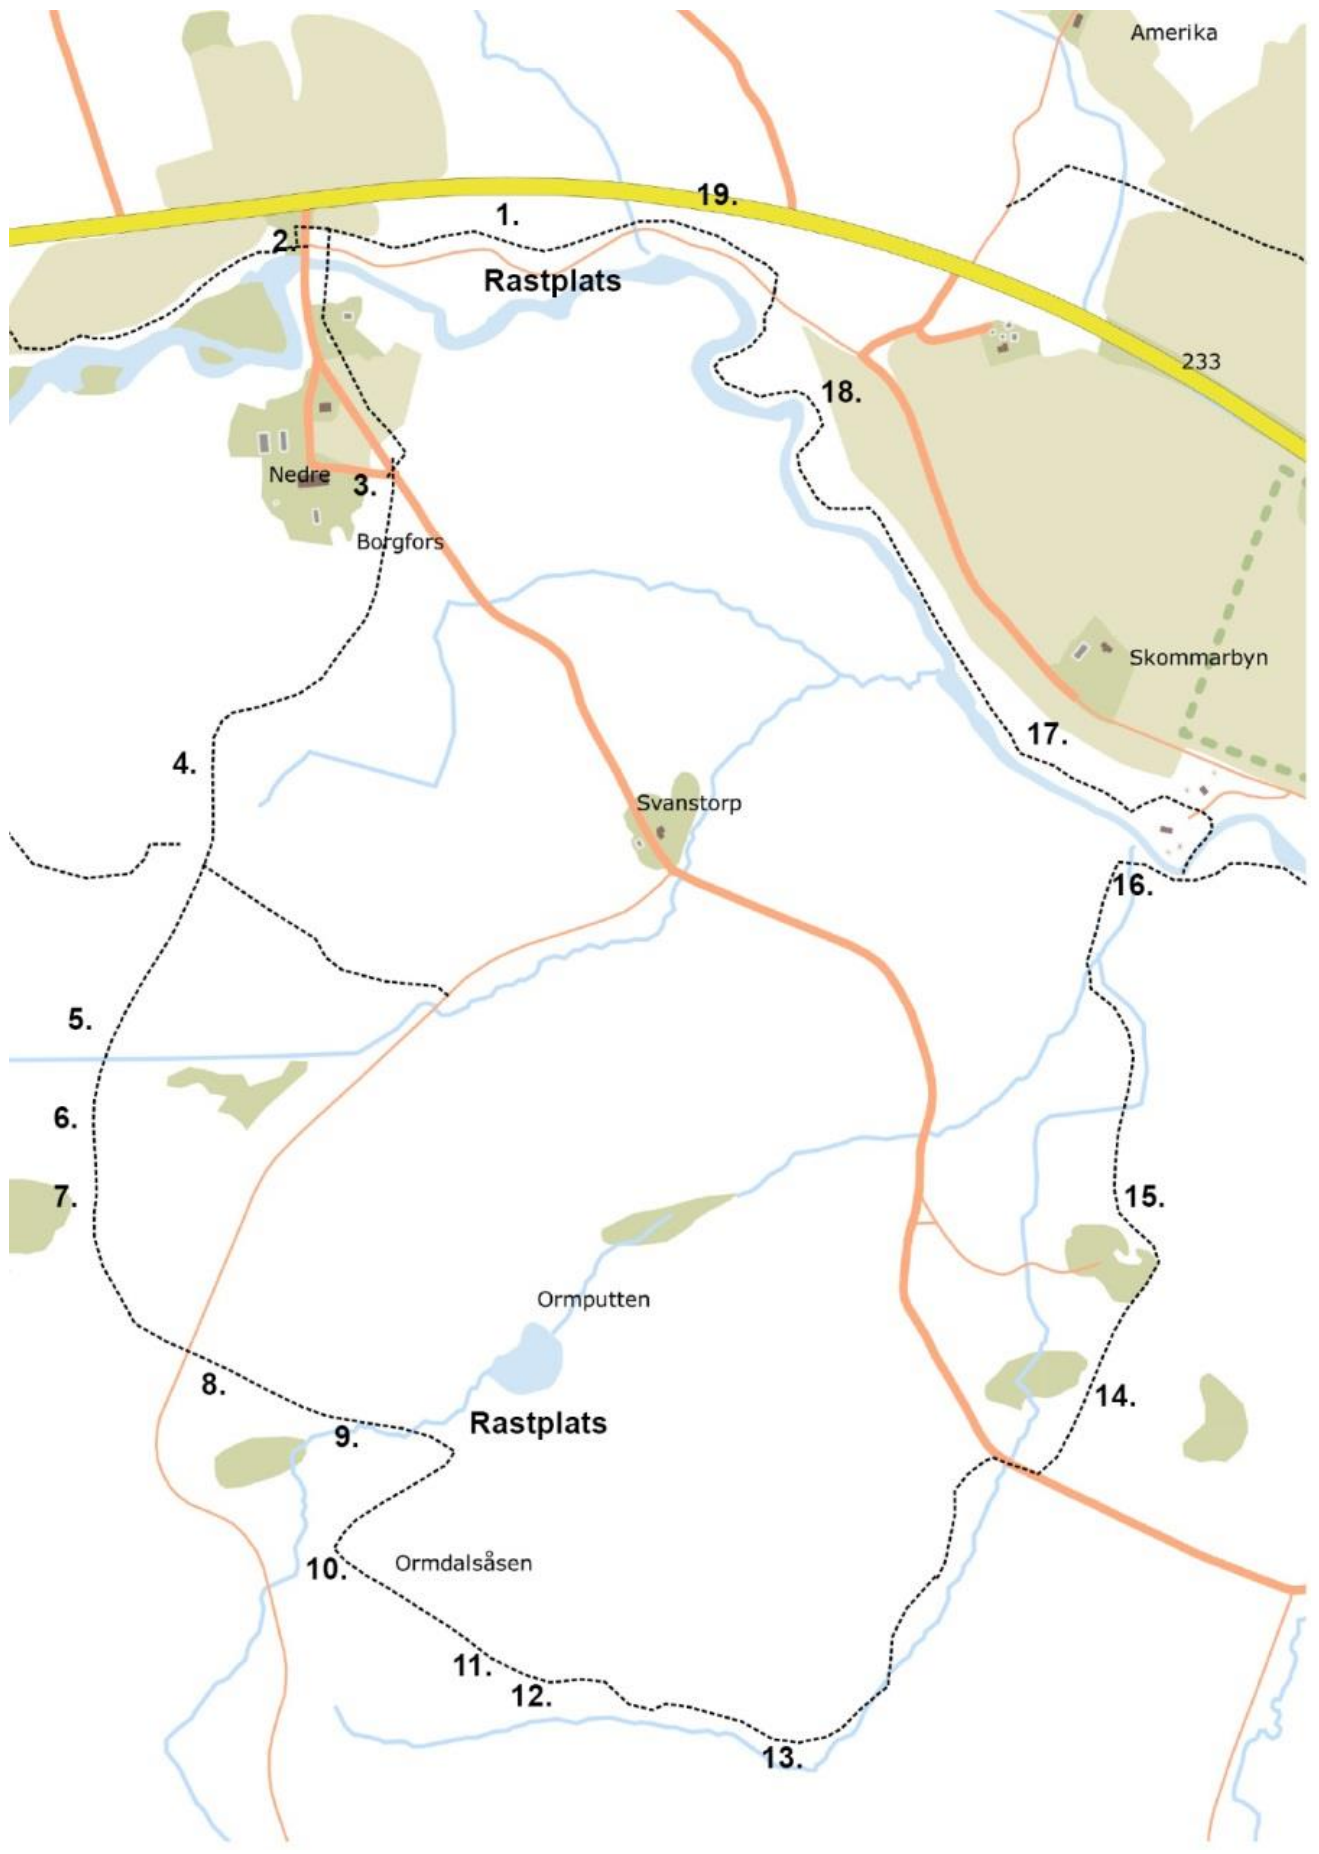 Amerika
19.
1.
2.
Rastplats
233
18.
Nedre
3.
Borgfors
Skommarbyn
17.
4.
Svanstorp
16.
5.
6.
7.
15.
Ormputten
8.
14.
Rastplats
9.
10.
Ormdalsåsen
11.
12.
13.